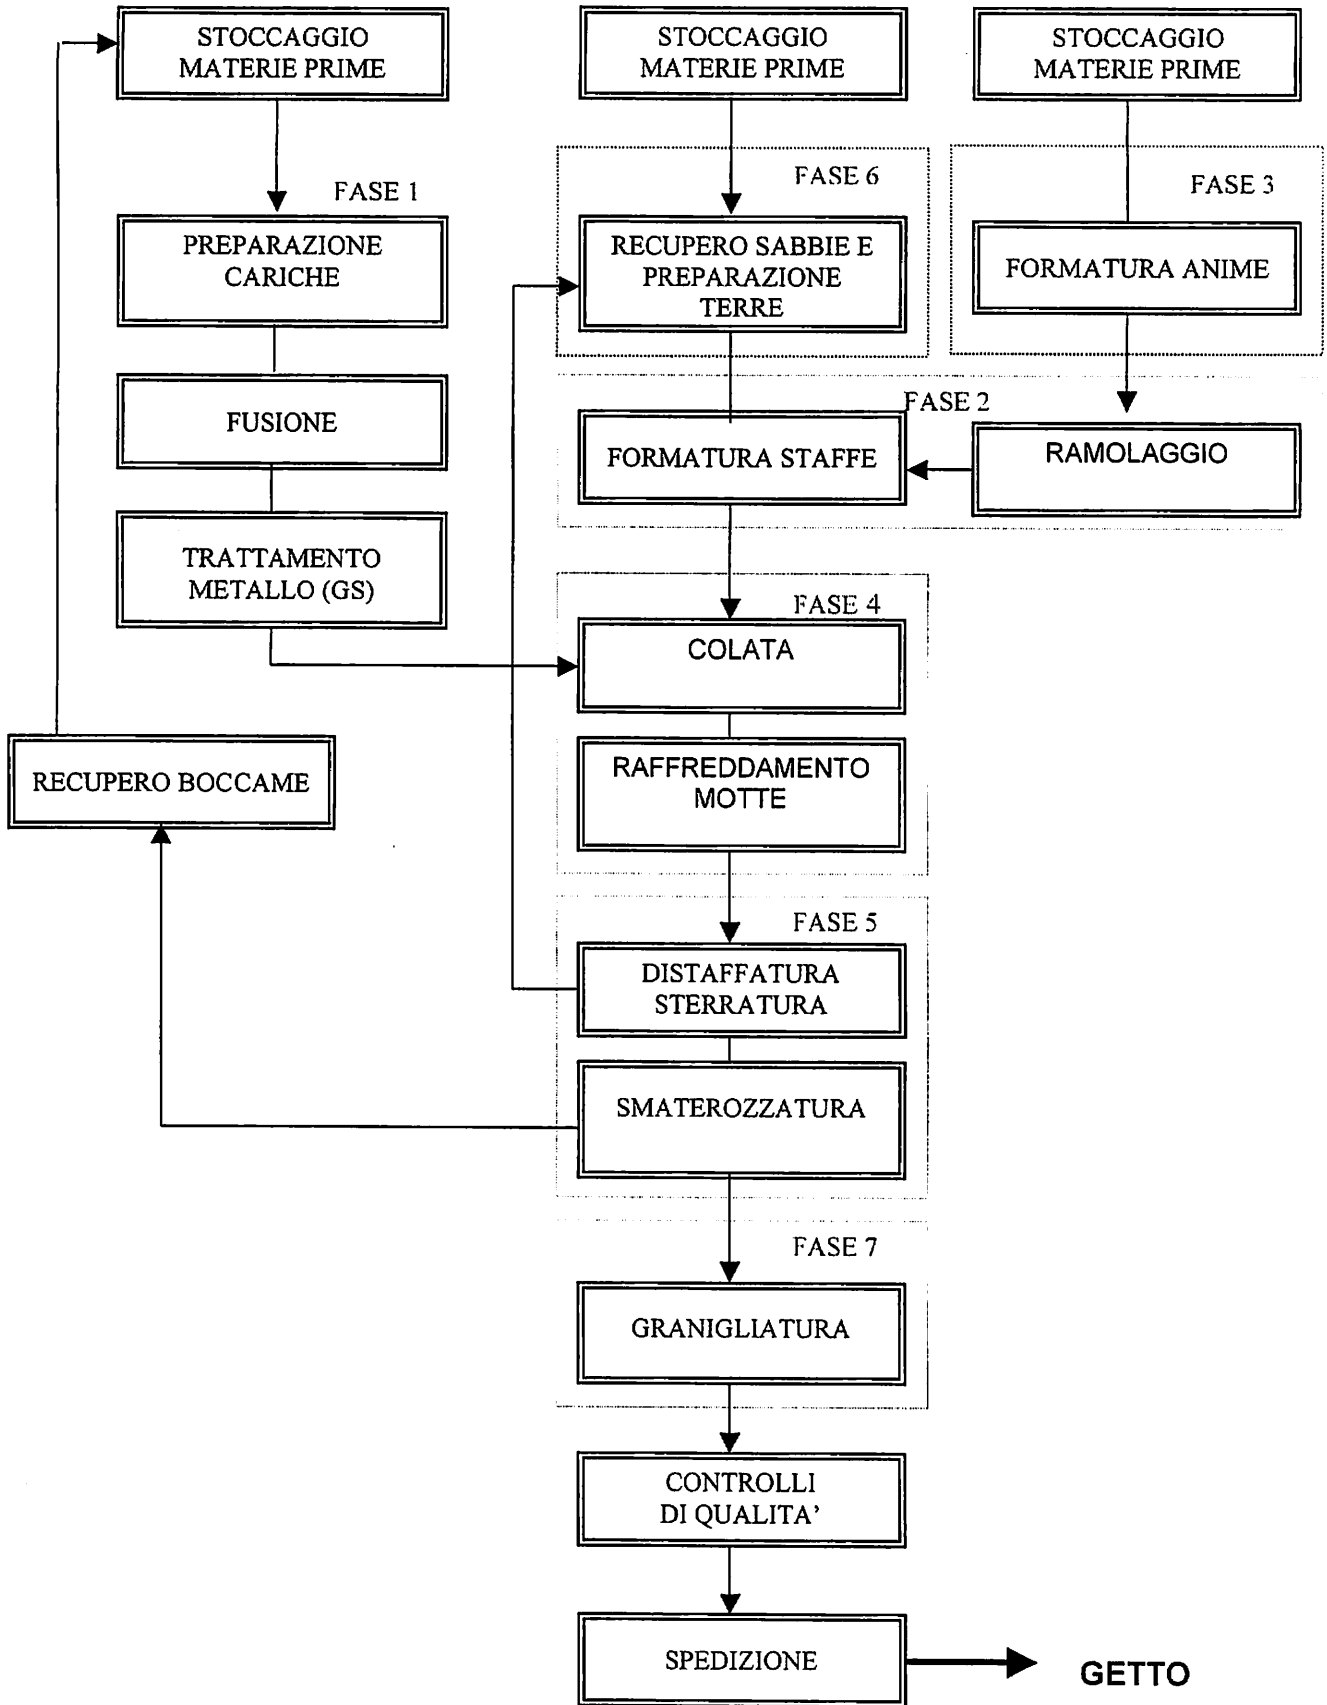 STOCCAGGIO
MATERIE PRIME
STOCCAGGIO
MATERIE PRIME
STOCCAGGIO
MATERIE PRIME
FASE 1
FASE 6
FASE 3
PREPARAZIONE
CARICHE
RECUPERO SABBIE E
PREPARAZIONE
TERRE
FORMATURA ANIME
FUSIONE
FASE 2
FORMATURA STAFFE
RAMOLAGGIO
TRATTAMENTO
METALLO (GS)
FASE 4
COLATA
RECUPERO BOCCAME
RAFFREDDAMENTO
MOTTE
FASE 5
DISTAFFATURA
STERRATURA
SMATEROZZATURA
FASE 7
GRANIGLIATURA
CONTROLLI
DI QUALITA’
SPEDIZIONE
GETTO